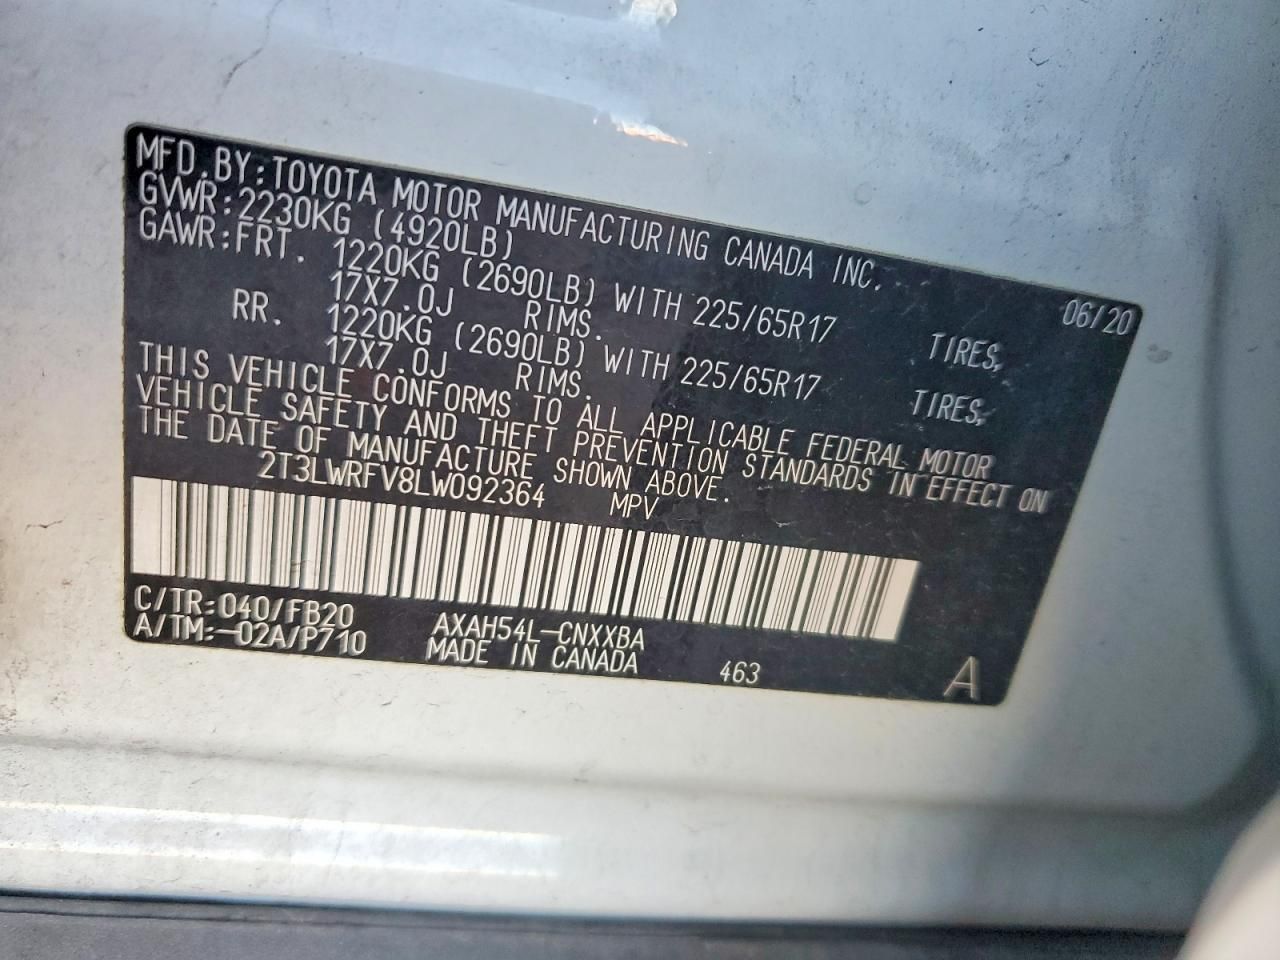 MFD.BY:TOYOTA MOTOR MANUFACTURING CANADA INC. 06/20
GVWR:2230KG (4920LB)
GAWR:FRT. 1220KG (2690LB) WITH 225/65R17 TIRES,
17X7.0J RIMS.
RR. 1220KG (2690LB) WITH 225/65R17 TIRES,
17X7.0J RIMS.
THIS VEHICLE CONFORMS TO ALL APPLICABLE FEDERAL MOTOR
VEHICLE SAFETY AND THEFT PREVENTION STANDARDS IN EFFECT ON
THE DATE OF MANUFACTURE SHOWN ABOVE.
2T3LWRFV8LW092364 MPV
C/TR:040/FB20 AXAH54L-CNXXBA
A/TM:-02A/P710 MADE IN CANADA 463 A